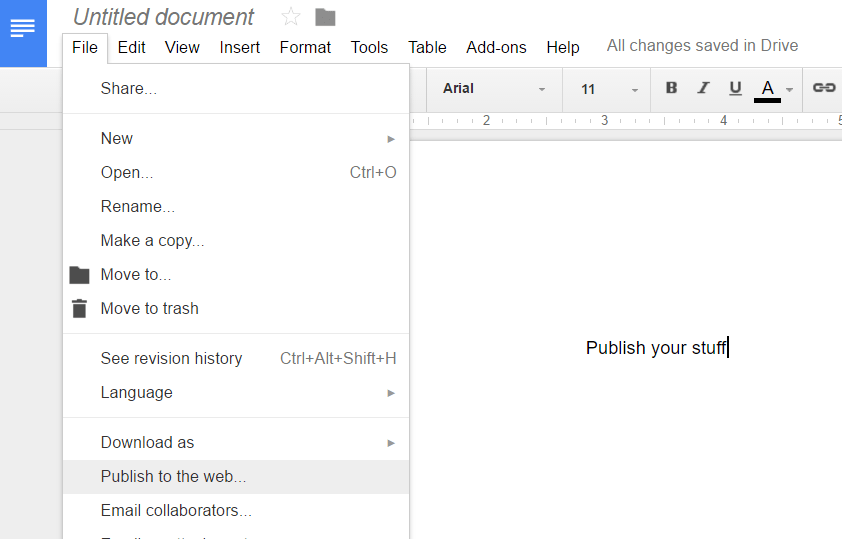 Untitled document
File Edit View Insert Format Tools Table Add-ons Help All changes saved in Drive
Arial 11 B I U A
2 3 4 5
Share...
New
Open... Ctrl+O
Rename...
Make a copy...
Move to...
Move to trash
See revision history Ctrl+Alt+Shift+H
Language
Download as
Publish to the web...
Email collaborators...
Publish your stuff